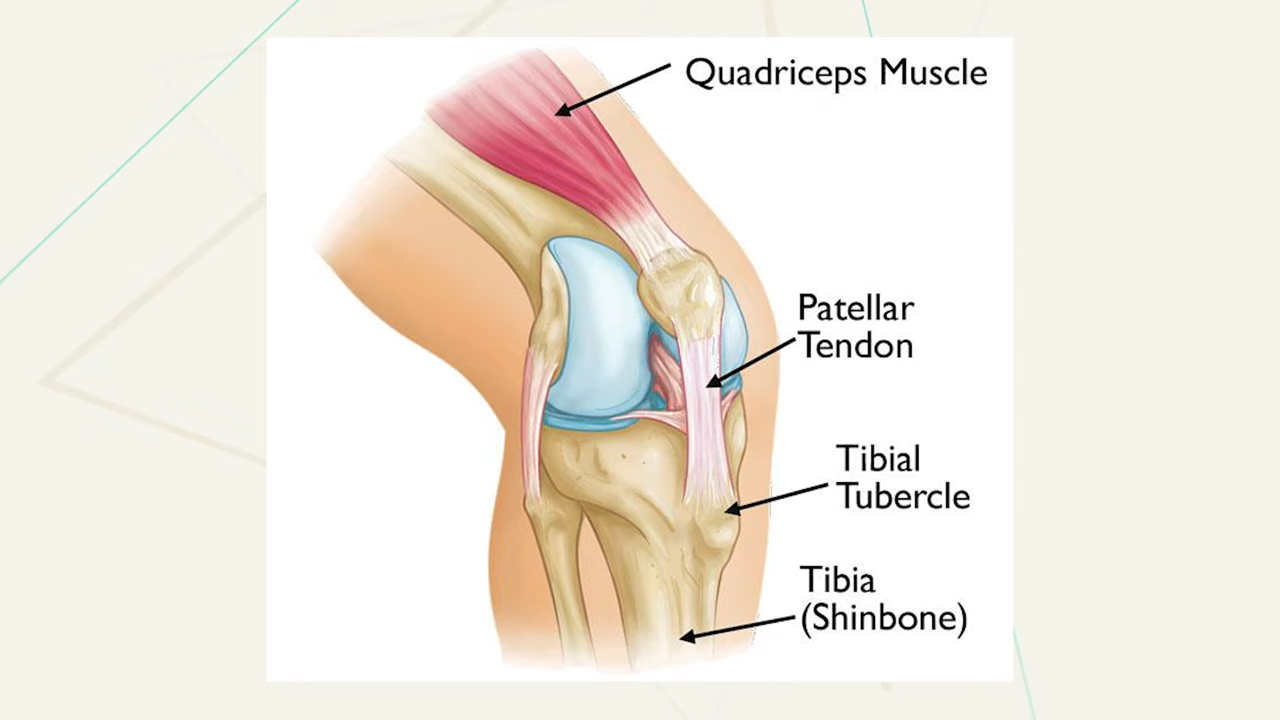 Quadriceps Muscle
Patellar
Tendon
Tibial
Tubercle
Tibia
(Shinbone)